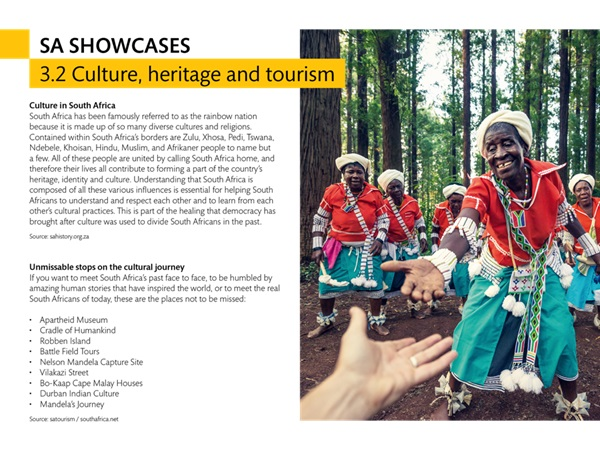 SA SHOWCASES
3.2 Culture, heritage and tourism
Culture in South Africa
South Africa has been famously referred to as the rainbow nation
because it is made up of so many diverse cultures and religions.
Contained within South Africa's borders are Zulu, Xhosa, Pedi, Tswana,
Ndebele, Khoisan, Hindu, Muslim, and Afrikaner people to name but
a few. All of these people are united by calling South Africa home, and
therefore their lives all contribute to forming a part of the country's
heritage, identity and culture. Understanding that South Africa is
composed of all these various influences is essential for helping South
Africans to understand and respect each other and to learn from each
other's cultural practices. This is part of the healing that democracy has
brought after culture was used to divide South Africans in the past.
Source: sahistory.org.za
Unmissable stops on the cultural journey
If you want to meet South Africa's past face to face, to be humbled by
amazing human stories that have inspired the world, or to meet the real
South Africans of today, these are the places not to be missed:
• Apartheid Museum
• Cradle of Humankind
• Robben Island
• Battle Field Tours
• Nelson Mandela Capture Site
• Vilakazi Street
• Bo-Kaap Cape Malay Houses
• Durban Indian Culture
• Mandela's Journey
Source: satourism / southafrica.net